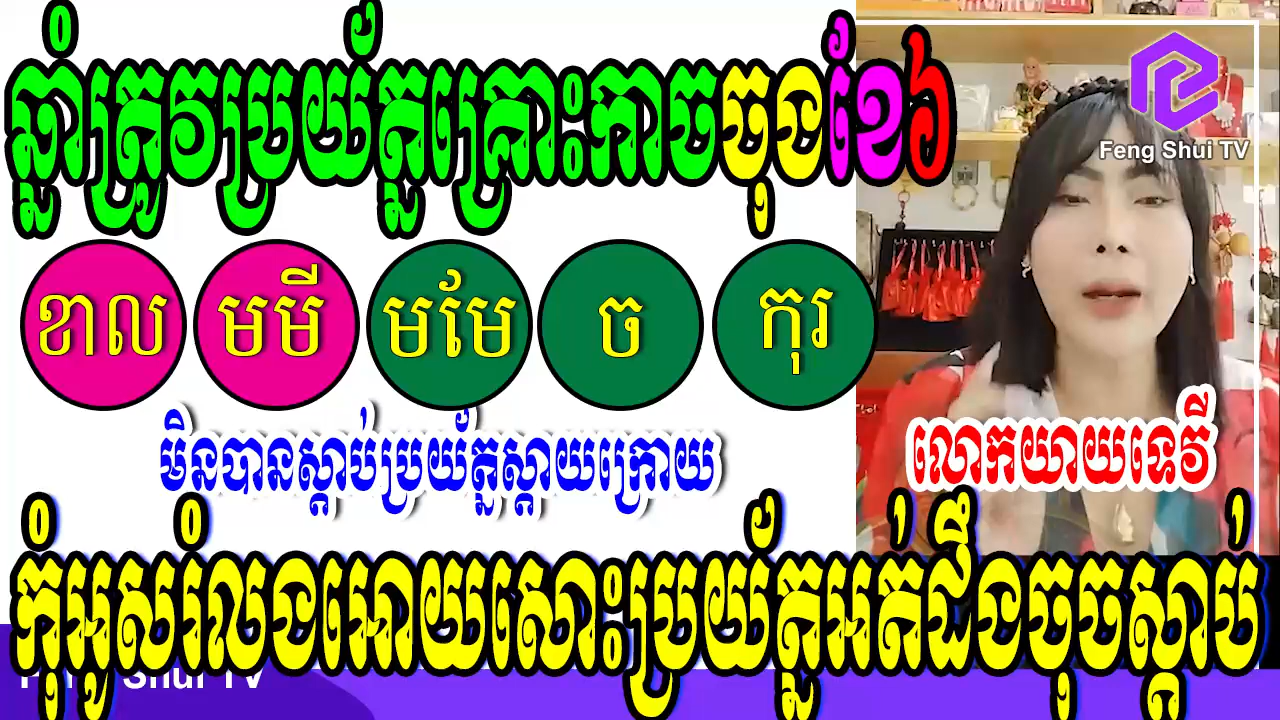 ឆ្នាំត្រូវប្រយ័ត្នគ្រោះកាចចុងខែ៦
Feng Shui TV
ខាល មមី មមែ ច កុរ
មិនបានស្តាប់ប្រយ័ត្នស្តាយក្រោយ
លោកយាយទេវី
កុំអូសរំលងអោយសោះប្រយ័ត្នអត់ដឹងចុចស្តាប់
Feng Shui TV